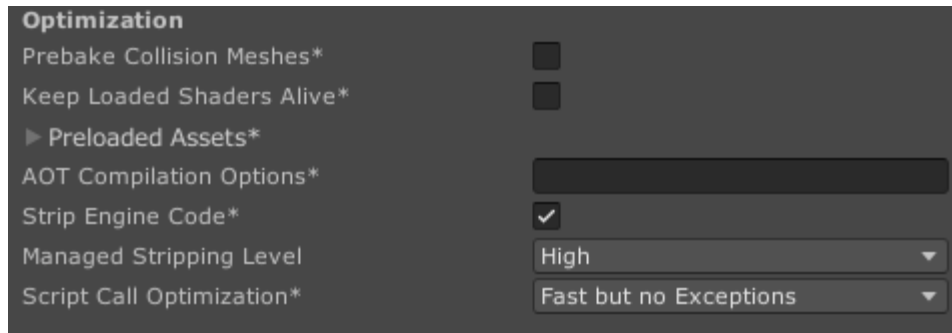 Optimization
Prebake Collision Meshes*
Keep Loaded Shaders Alive*
Preloaded Assets*
AOT Compilation Options*
Strip Engine Code*
Managed Stripping Level High
Script Call Optimization* Fast but no Exceptions